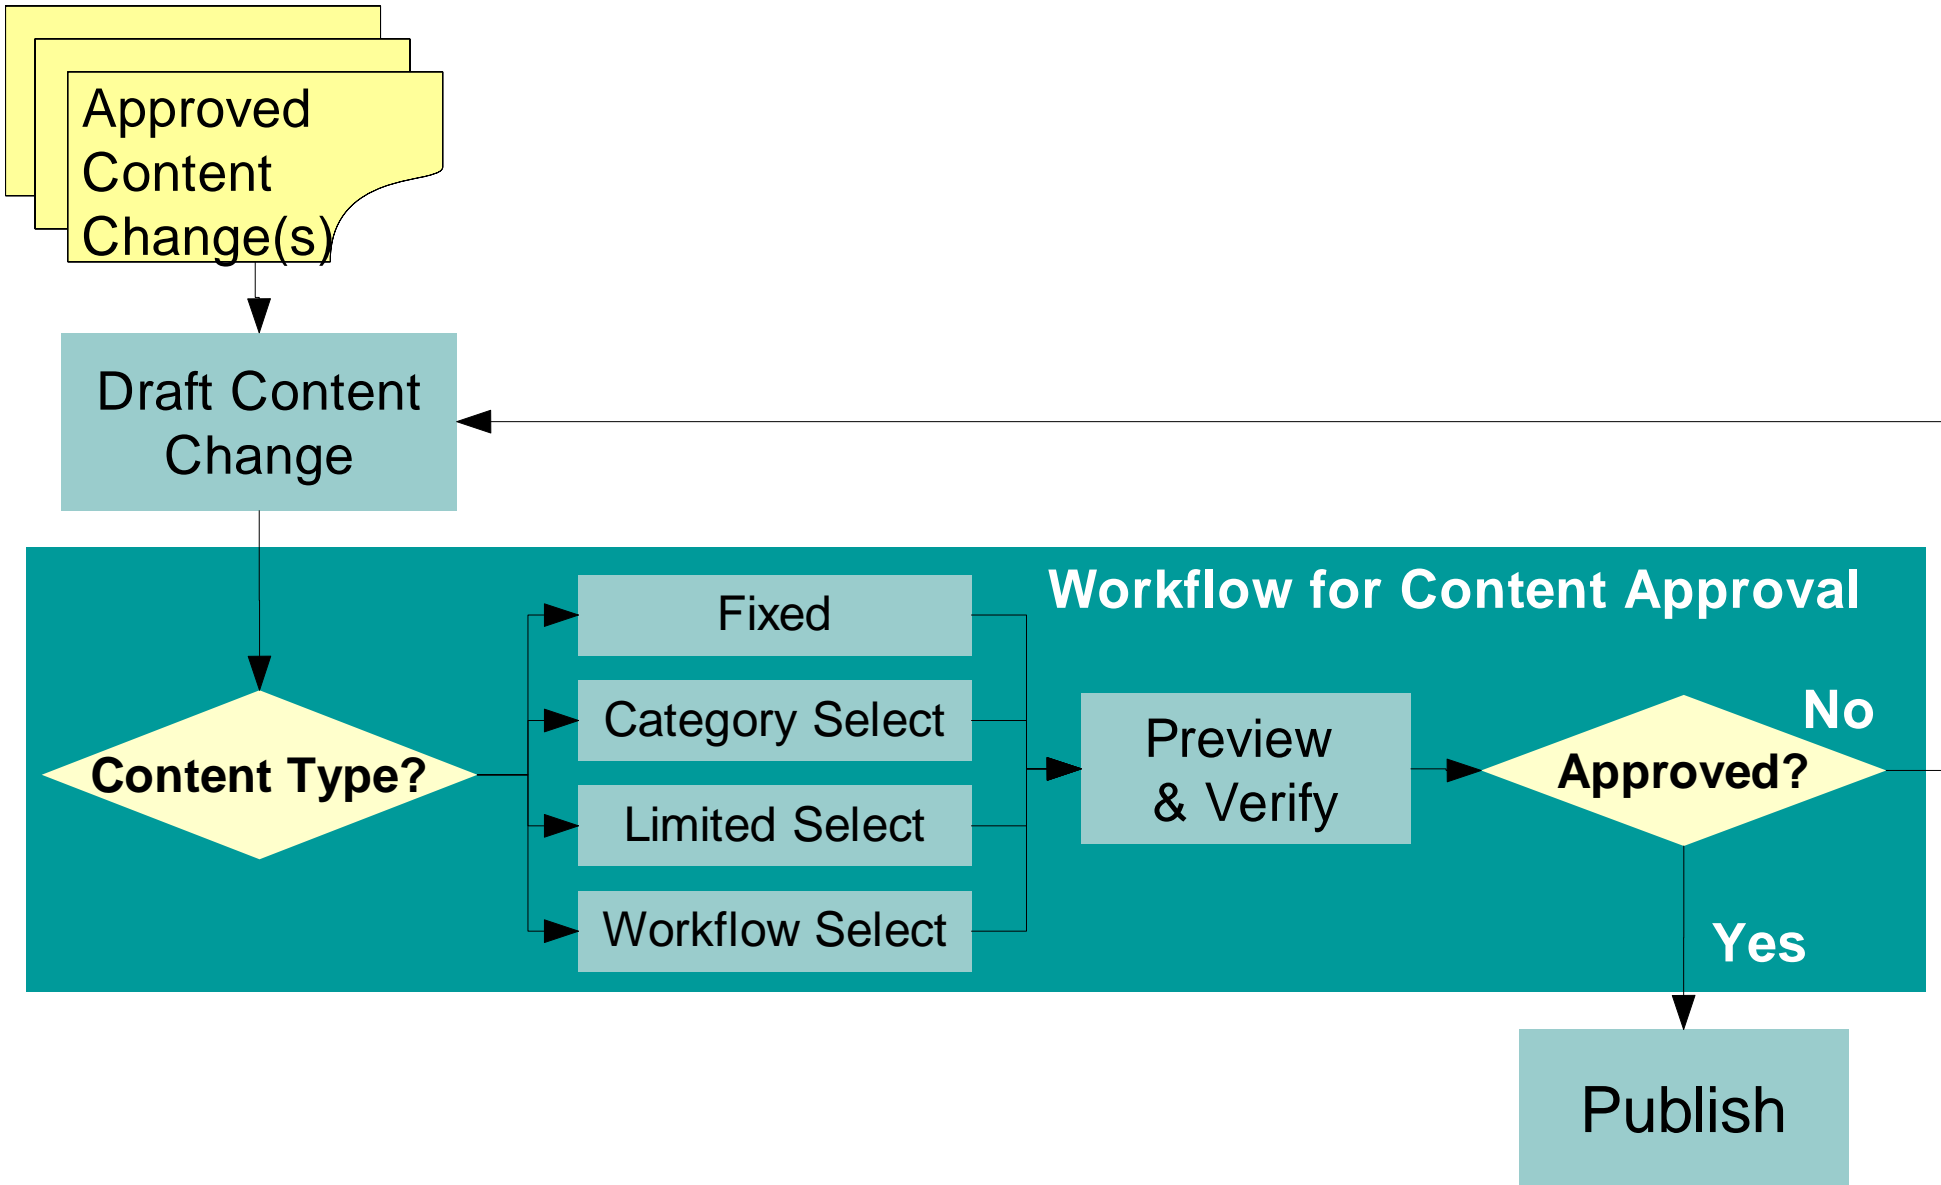 Approved
Content
Change(s)
Draft Content
Change
Workflow for Content Approval
Fixed
Category Select
Limited Select
Workflow Select
Content Type?
Preview
& Verify
Approved?
No
Yes
Publish